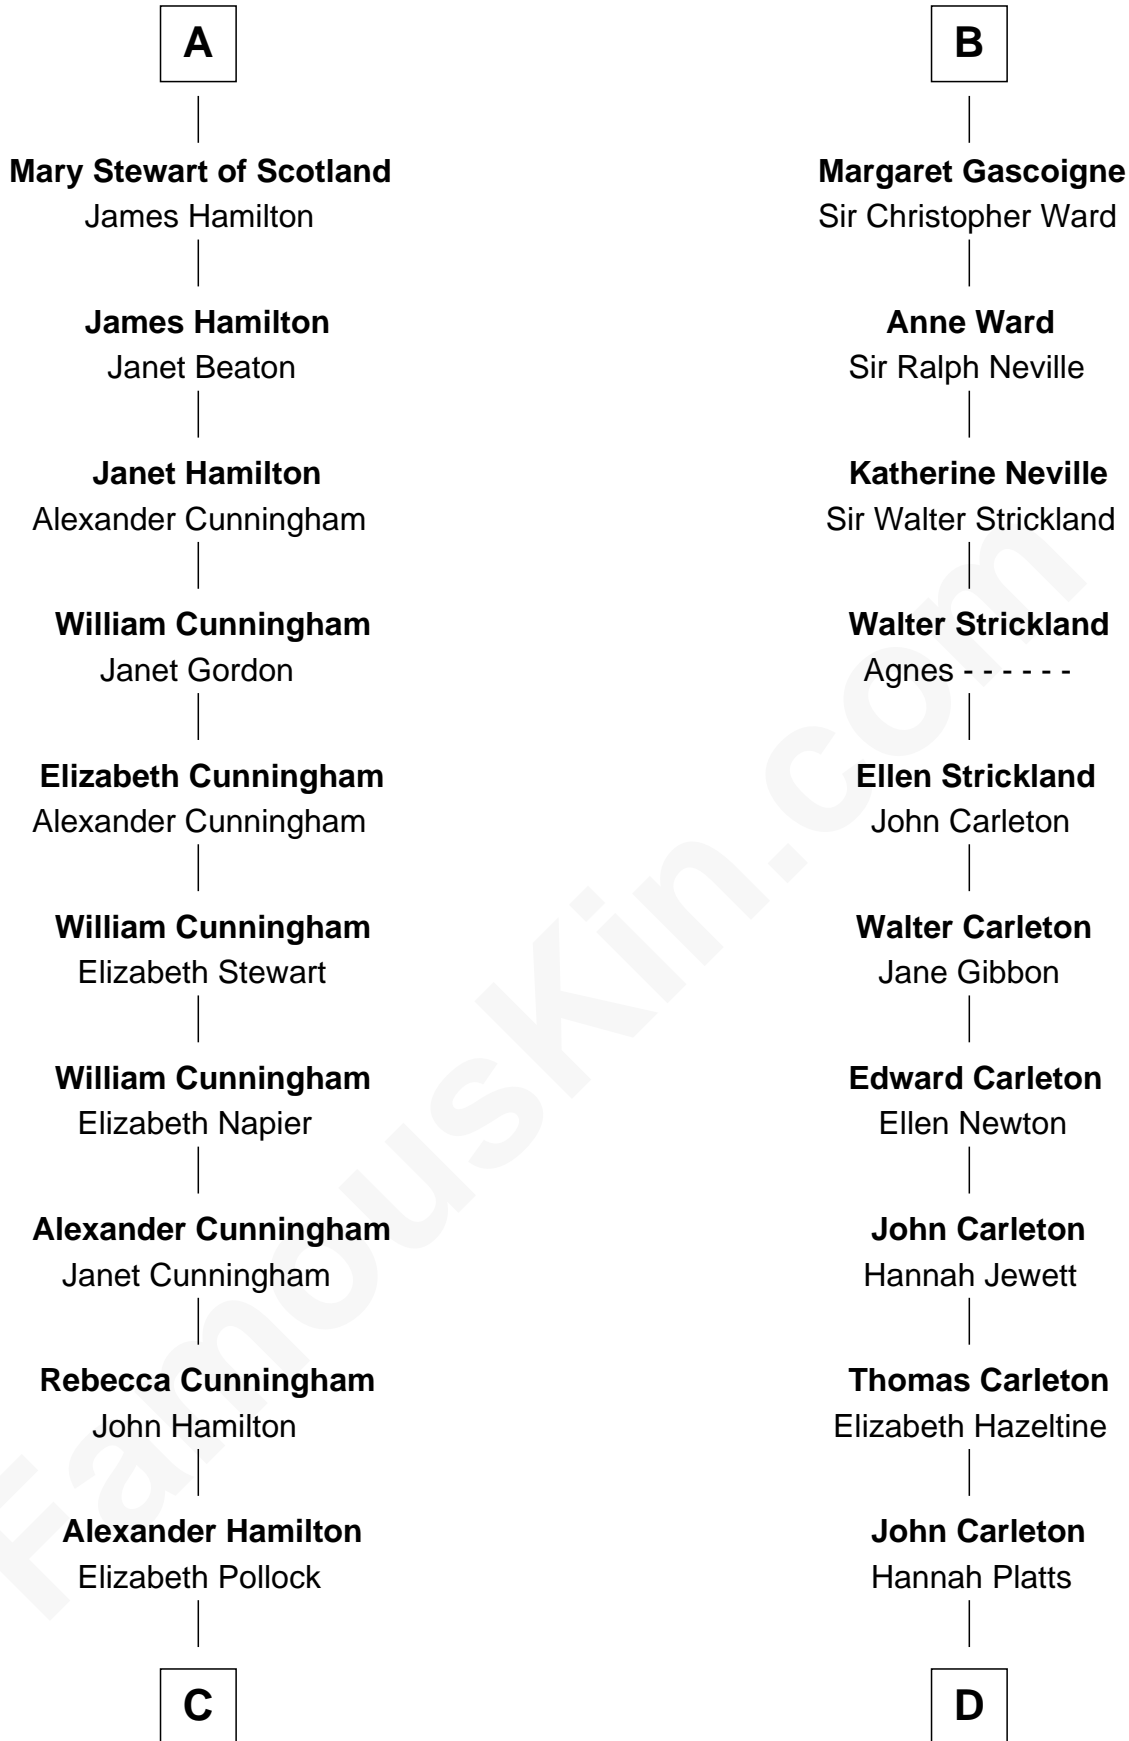 A
Mary Stewart of Scotland
James Hamilton
James Hamilton
Janet Beaton
Janet Hamilton
Alexander Cunningham
William Cunningham
Janet Gordon
Elizabeth Cunningham
Alexander Cunningham
William Cunningham
Elizabeth Stewart
William Cunningham
Elizabeth Napier
Alexander Cunningham
Janet Cunningham
Rebecca Cunningham
John Hamilton
Alexander Hamilton
Elizabeth Pollock
C
B
Margaret Gascoigne
Sir Christopher Ward
Anne Ward
Sir Ralph Neville
Katherine Neville
Sir Walter Strickland
Walter Strickland
Agnes - - - - - -
Ellen Strickland
John Carleton
Walter Carleton
Jane Gibbon
Edward Carleton
Ellen Newton
John Carleton
Hannah Jewett
Thomas Carleton
Elizabeth Hazeltine
John Carleton
Hannah Platts
D
FamousKin.com